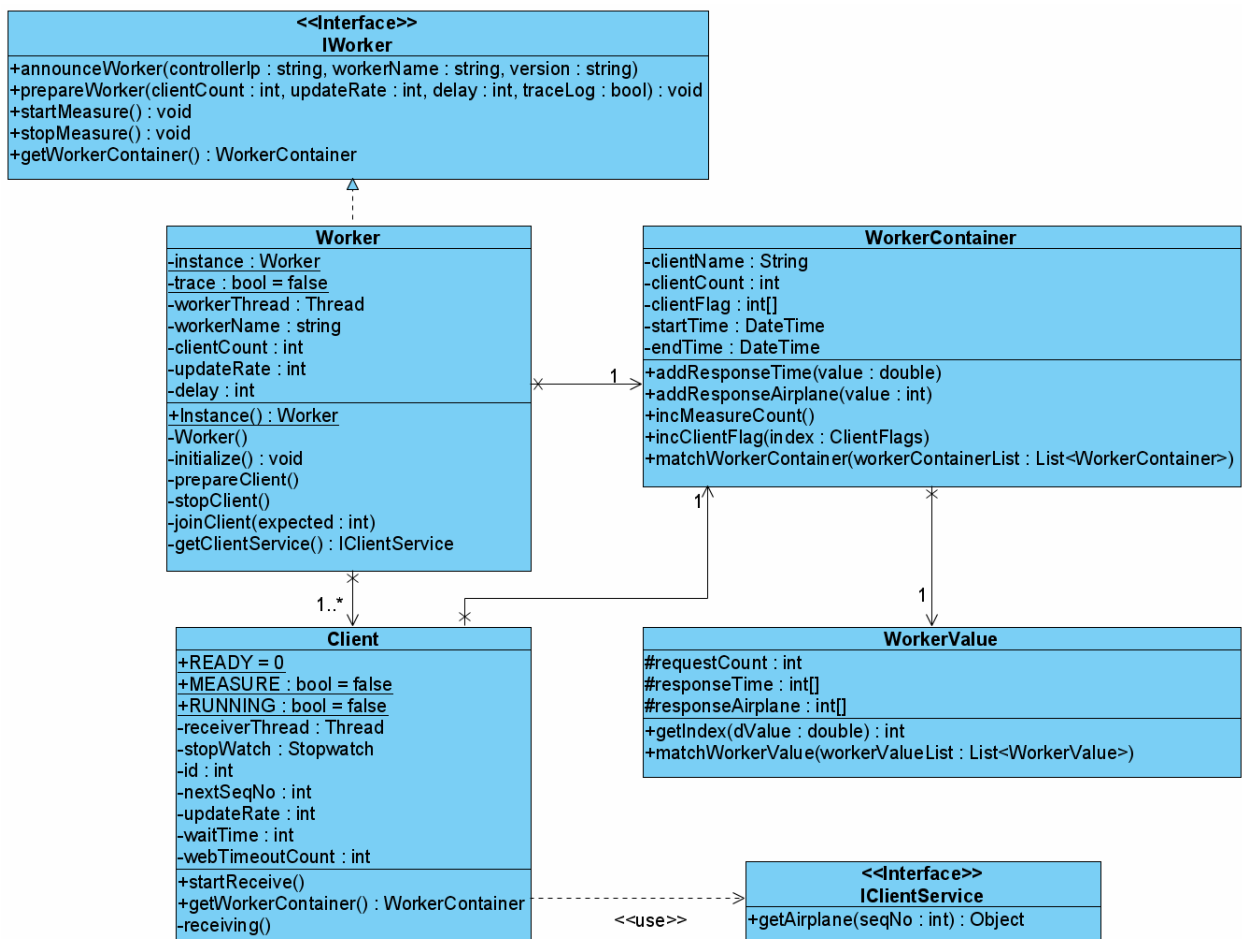 <<Interface>>
IWorker
+announceWorker(controllerIp : string, workerName : string, version : string)
+prepareWorker(clientCount : int, updateRate : int, delay : int, traceLog : bool) : void
+startMeasure() : void
+stopMeasure() : void
+getWorkerContainer() : WorkerContainer
Worker
-instance : Worker
-trace : bool = false
-workerThread : Thread
-workerName : string
-clientCount : int
-updateRate : int
-delay : int
+Instance() : Worker
-Worker()
-initialize() : void
-prepareClient()
-stopClient()
-joinClient(expected : int)
-getClientService() : IClientService
1
WorkerContainer
-clientName : String
-clientCount : int
-clientFlag : int[]
-startTime : DateTime
-endTime : DateTime
+addResponseTime(value : double)
+addResponseAirplane(value : int)
+incMeasureCount()
+incClientFlag(index : ClientFlags)
+matchWorkerContainer(workerContainerList : List<WorkerContainer>)
1
1..*
1
Client
+READY = 0
+MEASURE : bool = false
+RUNNING : bool = false
-receiverThread : Thread
-stopWatch : Stopwatch
-id : int
-nextSeqNo : int
-updateRate : int
-waitTime : int
-webTimeoutCount : int
+startReceive()
+getWorkerContainer() : WorkerContainer
-receiving()
WorkerValue
#requestCount : int
#responseTime : int[]
#responseAirplane : int[]
+getIndex(dValue : double) : int
+matchWorkerValue(workerValueList : List<WorkerValue>)
<<use>>
<<Interface>>
IClientService
+getAirplane(seqNo : int) : Object